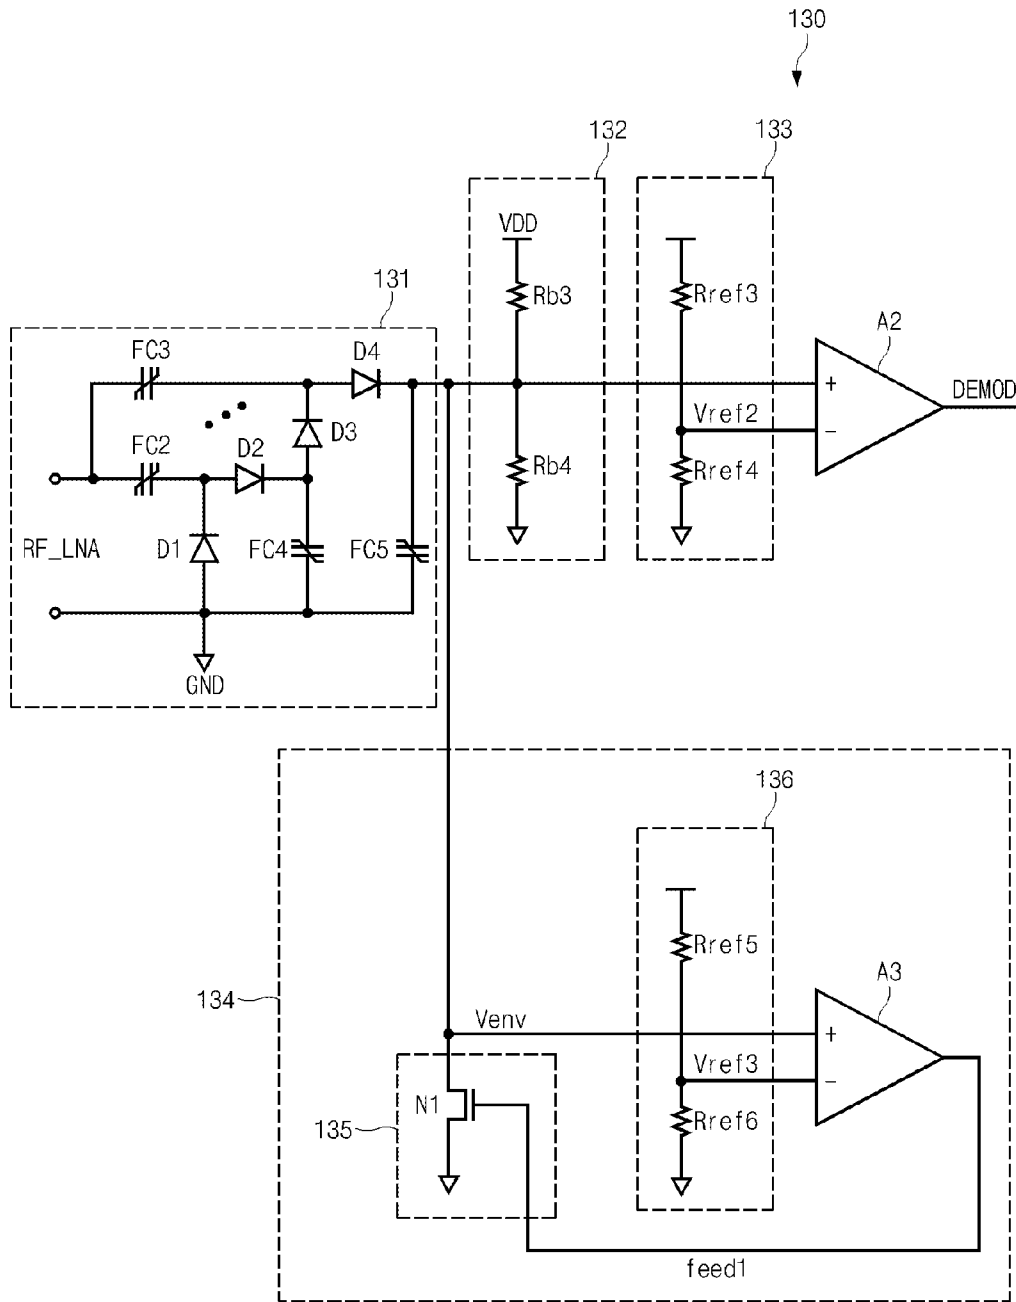 130
132
133
VDD
131
Rb3
Rref3
A2
FC3
D4
+
DEMOD
D3
Vref2
−
FC2
D2
Rb4
Rref4
RF_LNA
D1
FC4
FC5
GND
136
Rref5
A3
134
Venv
+
Vref3
−
N1
Rref6
135
feed1